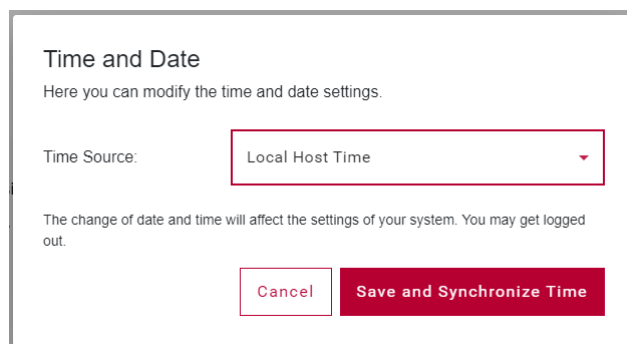 Time and Date
Here you can modify the time and date settings.
Time Source:
Local Host Time
The change of date and time will affect the settings of your system. You may get logged
out.
Cancel
Save and Synchronize Time